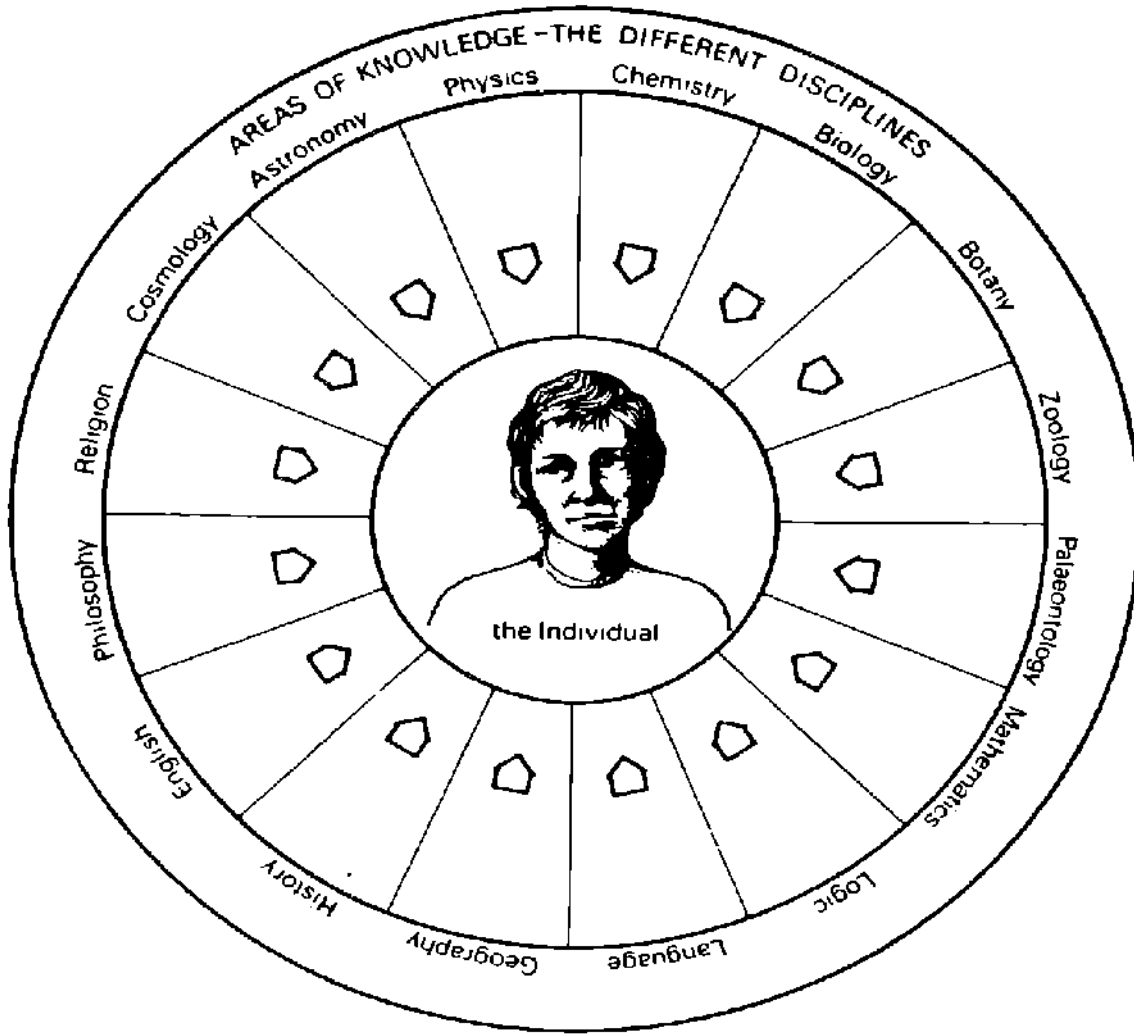 AREAS OF KNOWLEDGE - THE DIFFERENT DISCIPLINES
Physics
Chemistry
Biology
Botany
Zoology
Palaeontology
Mathematics
Logic
Language
Geography
History
English
Philosophy
Religion
Cosmology
Astronomy
the Individual